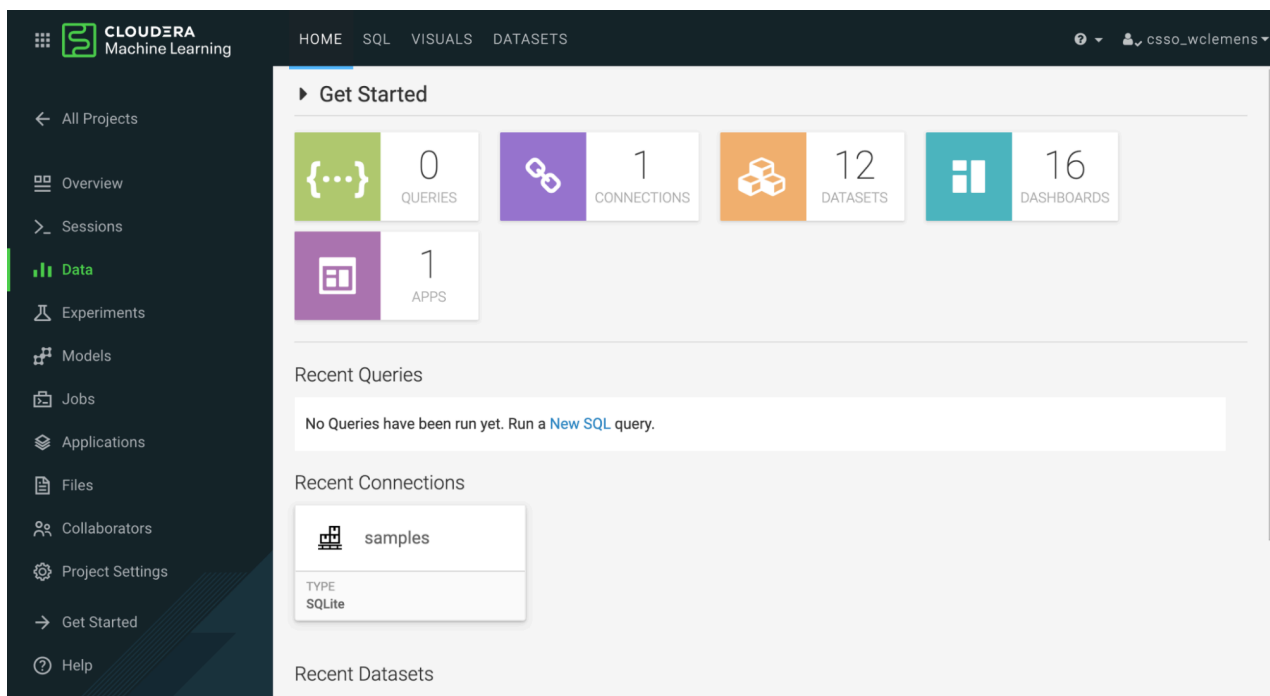 CLOUDERA
Machine Learning
HOME SQL VISUALS DATASETS
csso_wclemens
All Projects
Overview
Sessions
Data
Experiments
Models
Jobs
Applications
Files
Collaborators
Project Settings
Get Started
Help
Get Started
0
QUERIES
1
CONNECTIONS
12
DATASETS
16
DASHBOARDS
1
APPS
Recent Queries
No Queries have been run yet. Run a New SQL query.
Recent Connections
samples
TYPE
SQLite
Recent Datasets